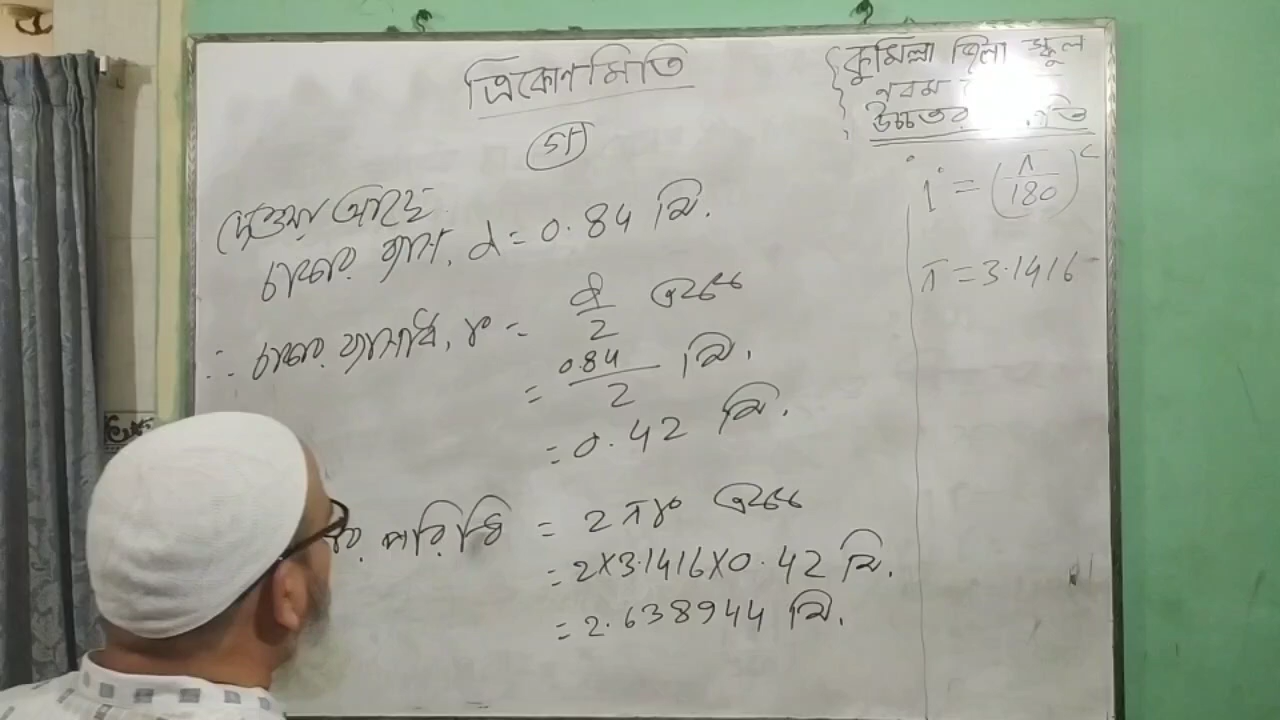 ত্রিকোণমিতি
কুমিল্লা জিলা স্কুল
নবম
উচ্চতর
গ
1° = (π/180)ᶜ
π = 3.1416
দেওয়া আছে
চাকার ব্যাস, d = 0.84 মি.
∴ চাকার ব্যাসার্ধ, r = d/2 একক
= 0.84/2 মি.
= 0.42 মি.
পরিধি = 2πr একক
= 2×3.1416×0.42 মি.
= 2.638944 মি.